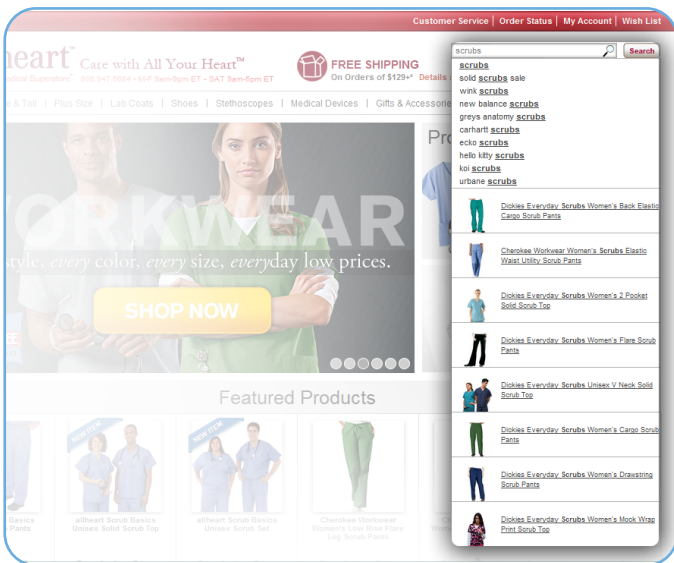 Customer Service | Order Status | My Account | Wish List
heart™ Care with All Your Heart™
Medical Superstore®
M-F 9am-9pm ET - SAT 9am-5pm ET
FREE SHIPPING
On Orders of $129+* Details
scrubs
Search
e & Tall | Plus Size | Lab Coats | Shoes | Stethoscopes | Medical Devices | Gifts & Accessorie
scrubs
solid scrubs sale
wink scrubs
new balance scrubs
greys anatomy scrubs
carhartt scrubs
ecko scrubs
hello kitty scrubs
koi scrubs
urbane scrubs
Dickies Everyday Scrubs Women's Back Elastic
Cargo Scrub Pants
Cherokee Workwear Women's Scrubs Elastic
Waist Utility Scrub Pants
Dickies Everyday Scrubs Women's 2 Pocket
Solid Scrub Top
Dickies Everyday Scrubs Women's Flare Scrub
Pants
Dickies Everyday Scrubs Unisex V Neck Solid
Scrub Top
Dickies Everyday Scrubs Women's Cargo Scrub
Pants
Dickies Everyday Scrubs Women's Drawstring
Scrub Pants
Dickies Everyday Scrubs Women's Mock Wrap
Print Scrub Top
Pro
WORKWEAR
style, every color, every size, everyday low prices.
SHOP NOW
Featured Products
NEW ITEM
NEW ITEM
Basics
Pants
allheart Scrub Basics
Unisex Solid Scrub Top
allheart Scrub Basics
Unisex Scrub Set
Cherokee Workwear
Women's Low Rise Flare
Leg Scrub Pants